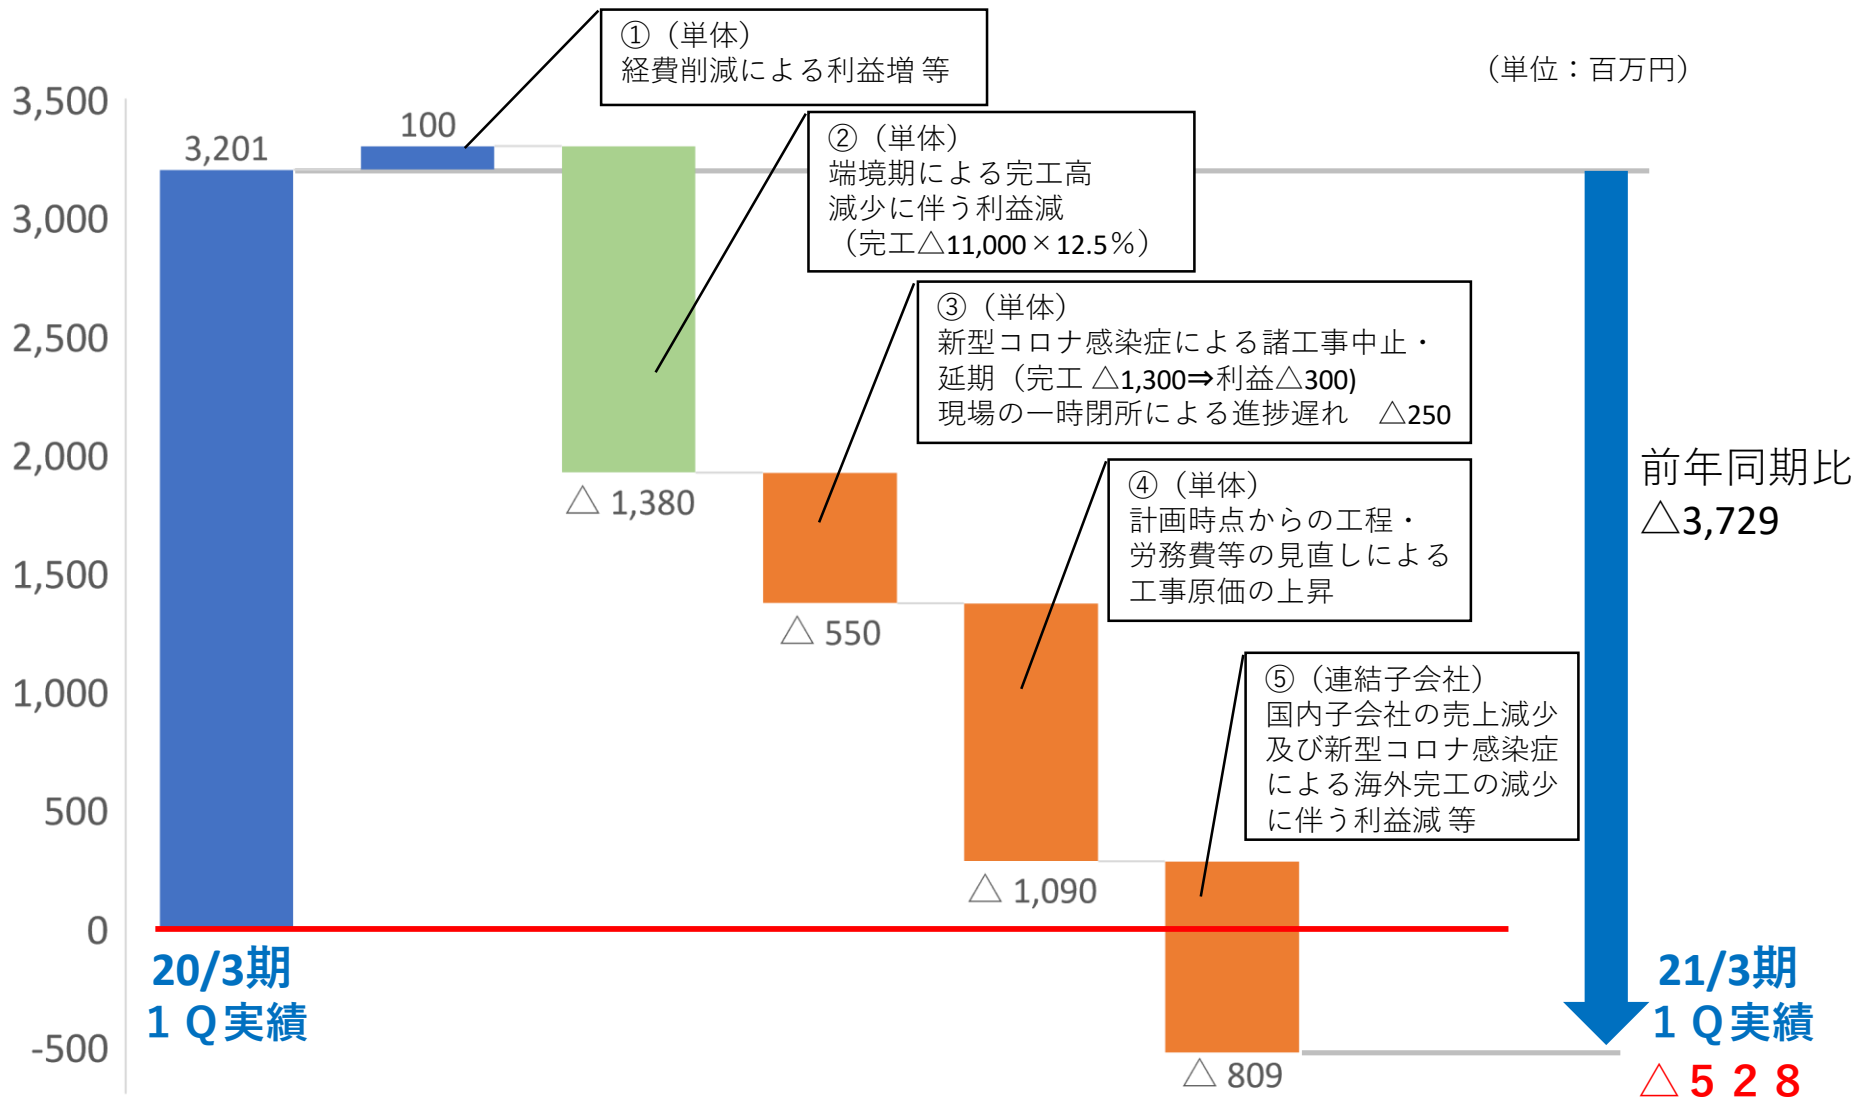 （単位：百万円）
①（単体）
経費削減による利益増 等
②（単体）
端境期による完工高
減少に伴う利益減
（完工△11,000×12.5％）
③（単体）
新型コロナ感染症による諸工事中止・
延期（完工 △1,300⇒利益△300)
現場の一時閉所による進捗遅れ　△250
④（単体）
計画時点からの工程・
労務費等の見直しによる
工事原価の上昇
⑤（連結子会社）
国内子会社の売上減少
及び新型コロナ感染症
による海外完工の減少
に伴う利益減 等
3,500
3,000
2,500
2,000
1,500
1,000
500
0
-500
3,201
100
△ 1,380
△ 550
△ 1,090
△ 809
前年同期比
△3,729
20/3期
１Ｑ実績
21/3期
１Ｑ実績
△５２８